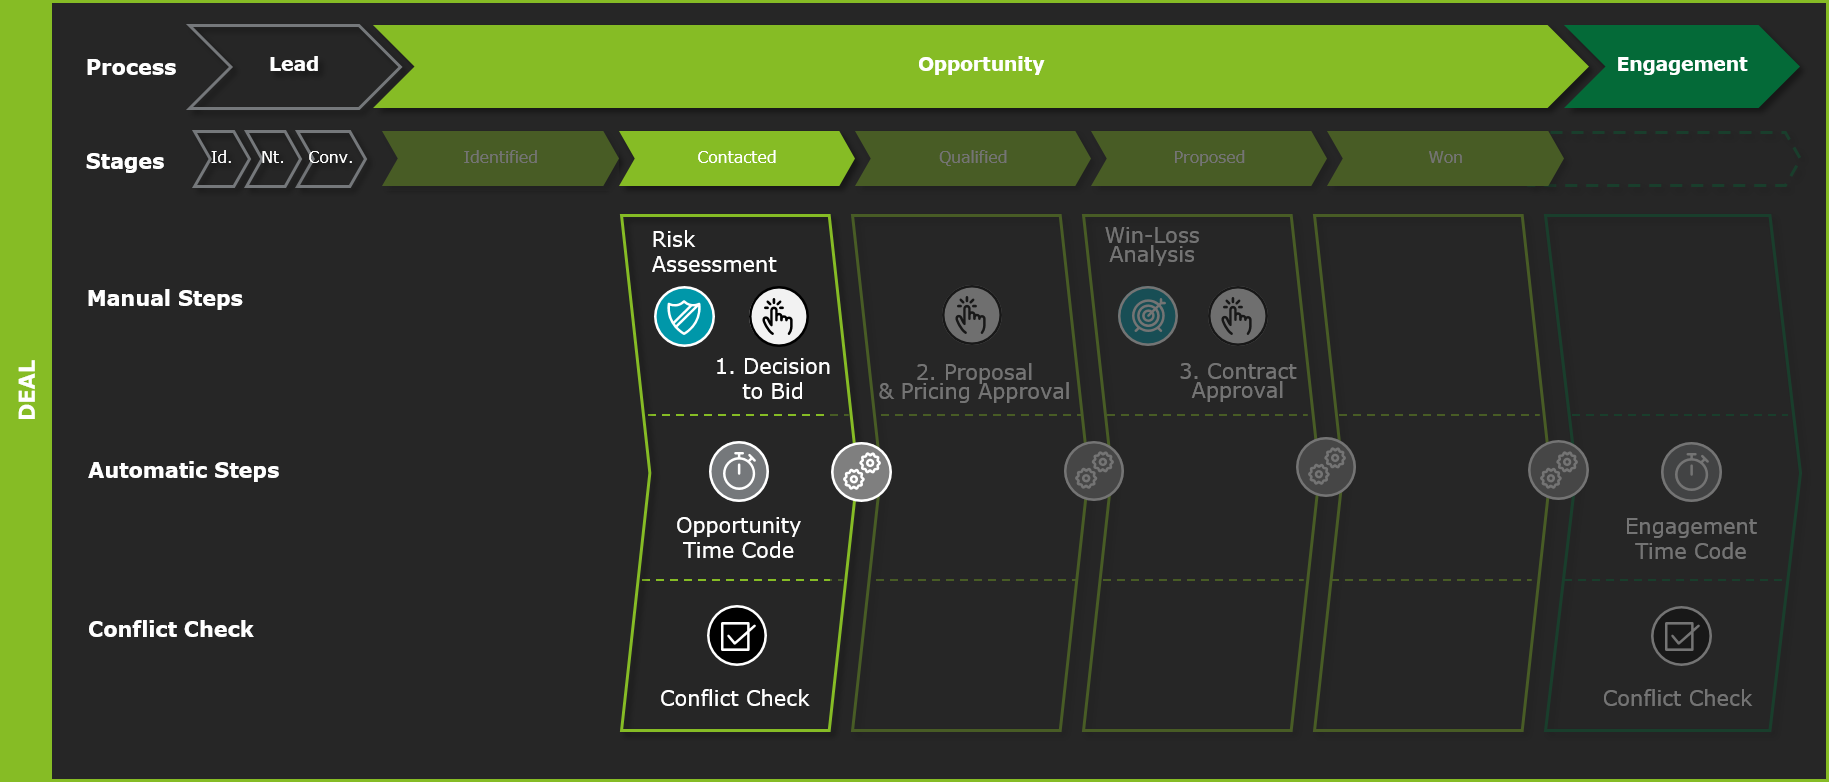 DEAL
Process
Lead
Opportunity
Engagement
Stages
Id.
Nt.
Conv.
Identified
Contacted
Qualified
Proposed
Won
Manual Steps
Risk
Assessment
1. Decision
to Bid
2. Proposal
& Pricing Approval
Win-Loss
Analysis
3. Contract
Approval
Automatic Steps
Opportunity
Time Code
Engagement
Time Code
Conflict Check
Conflict Check
Conflict Check